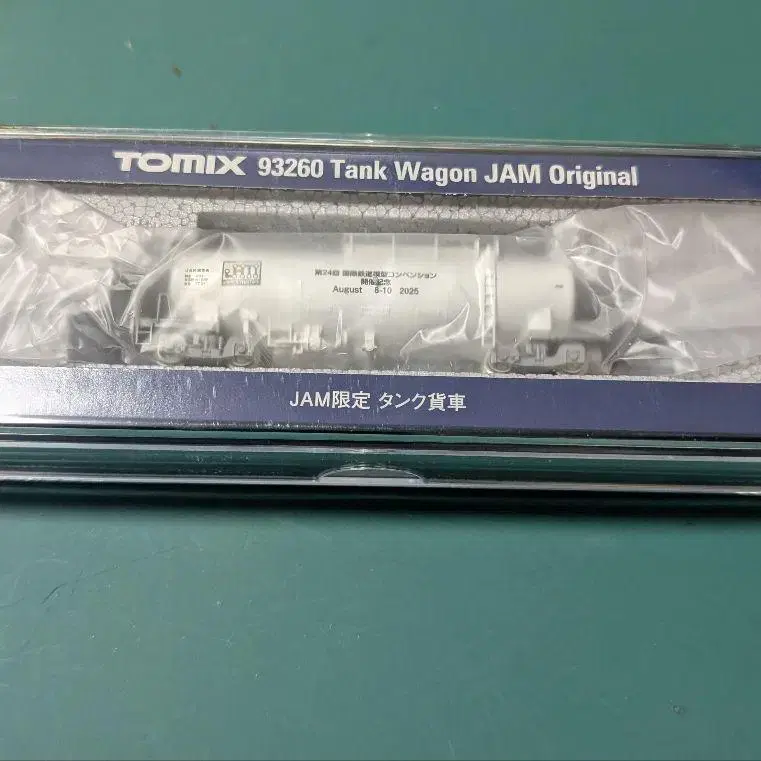 TOMIX 93260 Tank Wagon JAM Original
JAM
第24回 国際鉄道模型コンベンション
開催記念
August 8-10 2025
JAM限定 タンク貨車